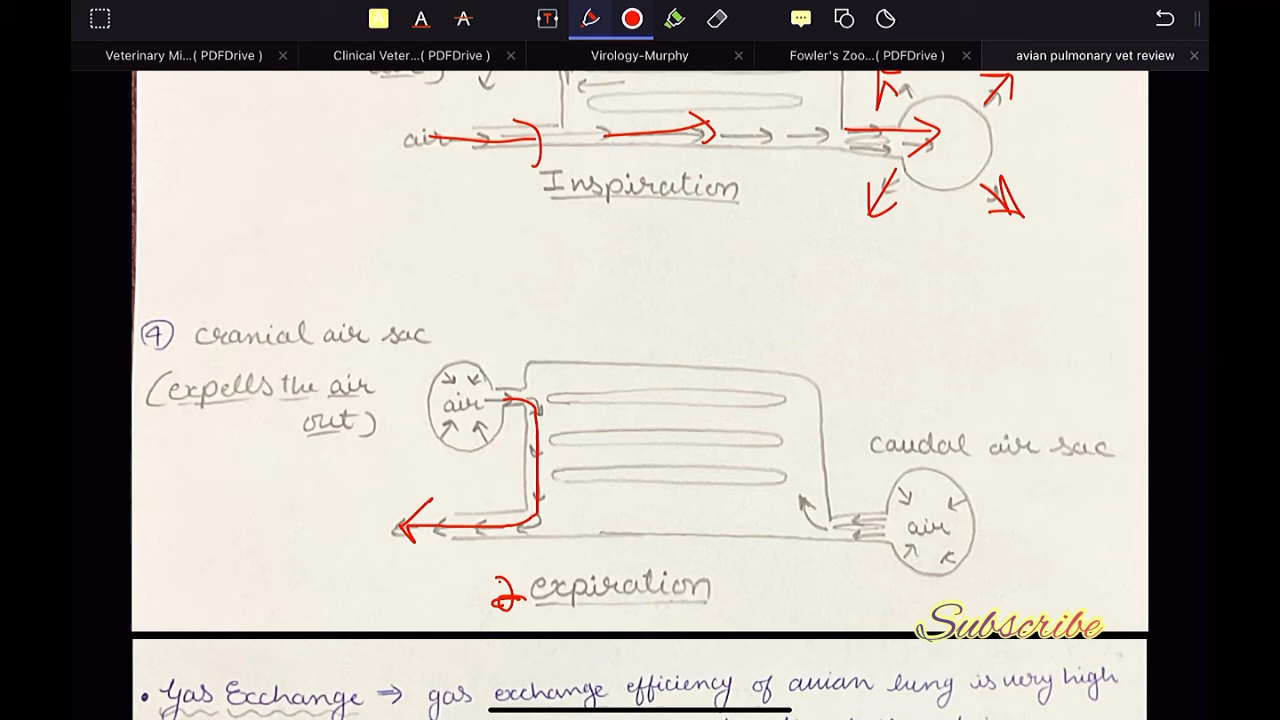 A
A
A
T
Veterinary Mi...( PDFDrive )
Clinical Veter...( PDFDrive )
Virology-Murphy
Fowler's Zoo...( PDFDrive )
avian pulmonary vet review
air
Inspiration
④ cranial air sac
(expells the air
out)
air
caudal air sac
air
2 expiration
Subscribe
• Gas Exchange ⇒ gas exchange efficiency of avian lung is very high